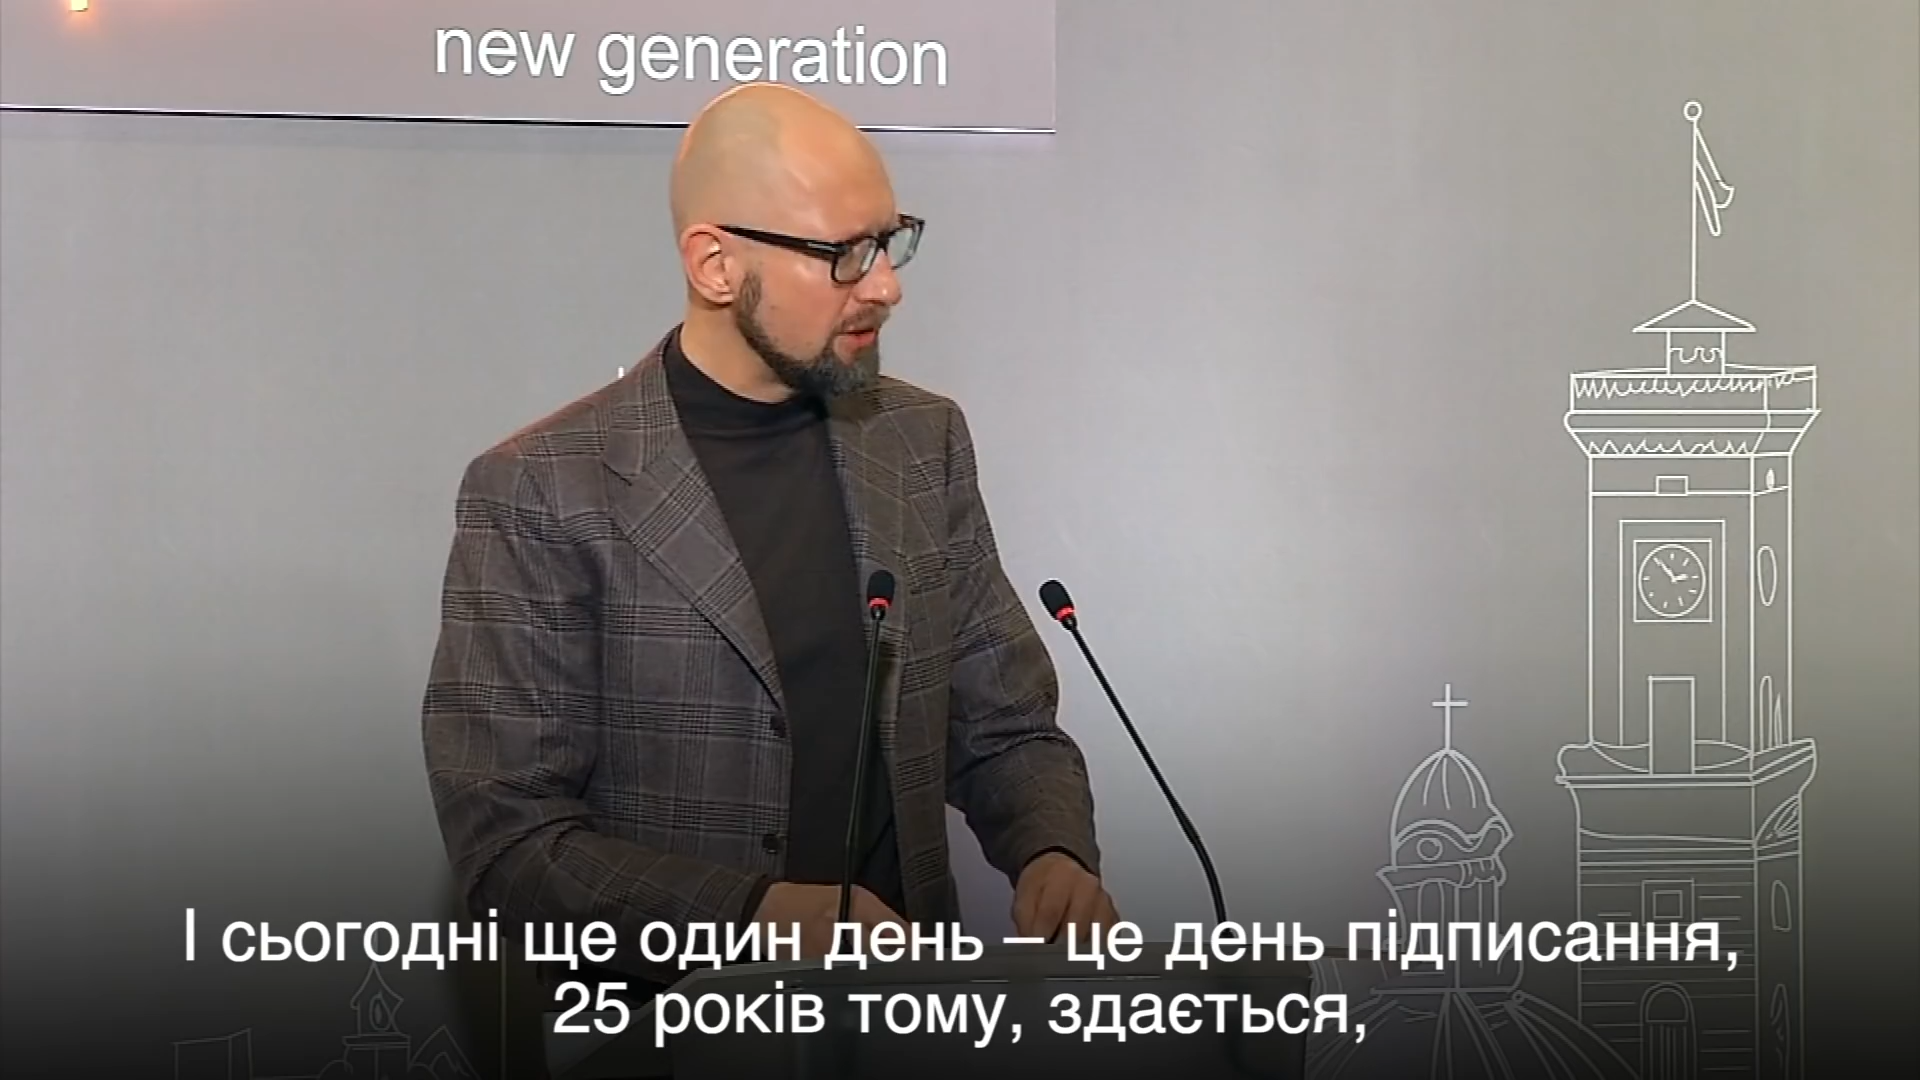 new generation
І сьогодні ще один день – це день підписання,
25 років тому, здається,